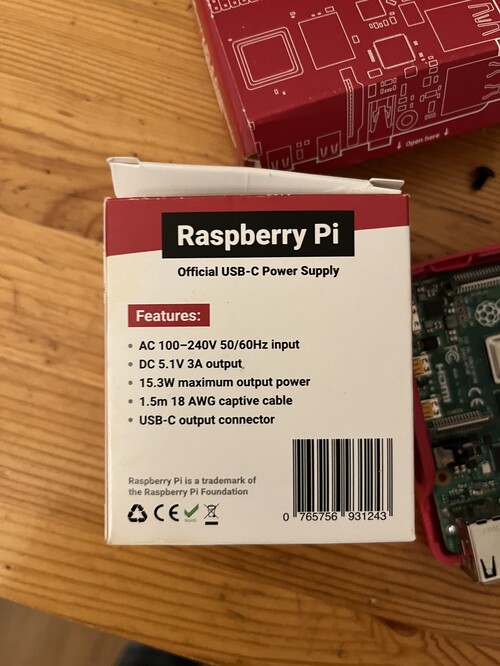 Open here
Raspberry Pi
Official USB-C Power Supply
Features:
• AC 100–240V 50/60Hz input
• DC 5.1V 3A output
• 15.3W maximum output power
• 1.5m 18 AWG captive cable
• USB-C output connector
Raspberry Pi is a trademark of
the Raspberry Pi Foundation
CE
0 765756 931243
HDMI